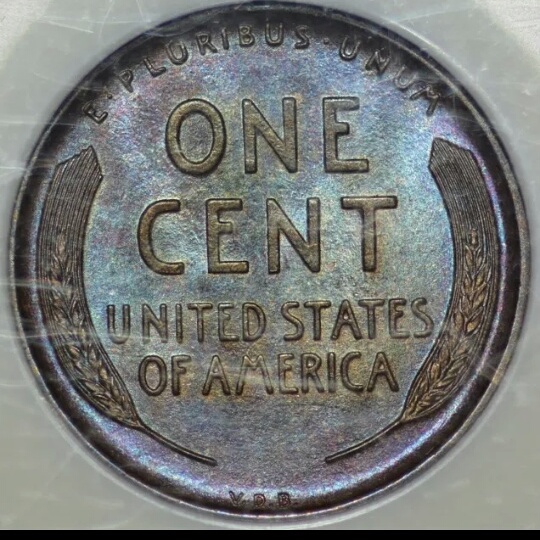 E·PLURIBUS·UNUM
ONE
CENT
UNITED STATES
OF AMERICA
V.D.B.